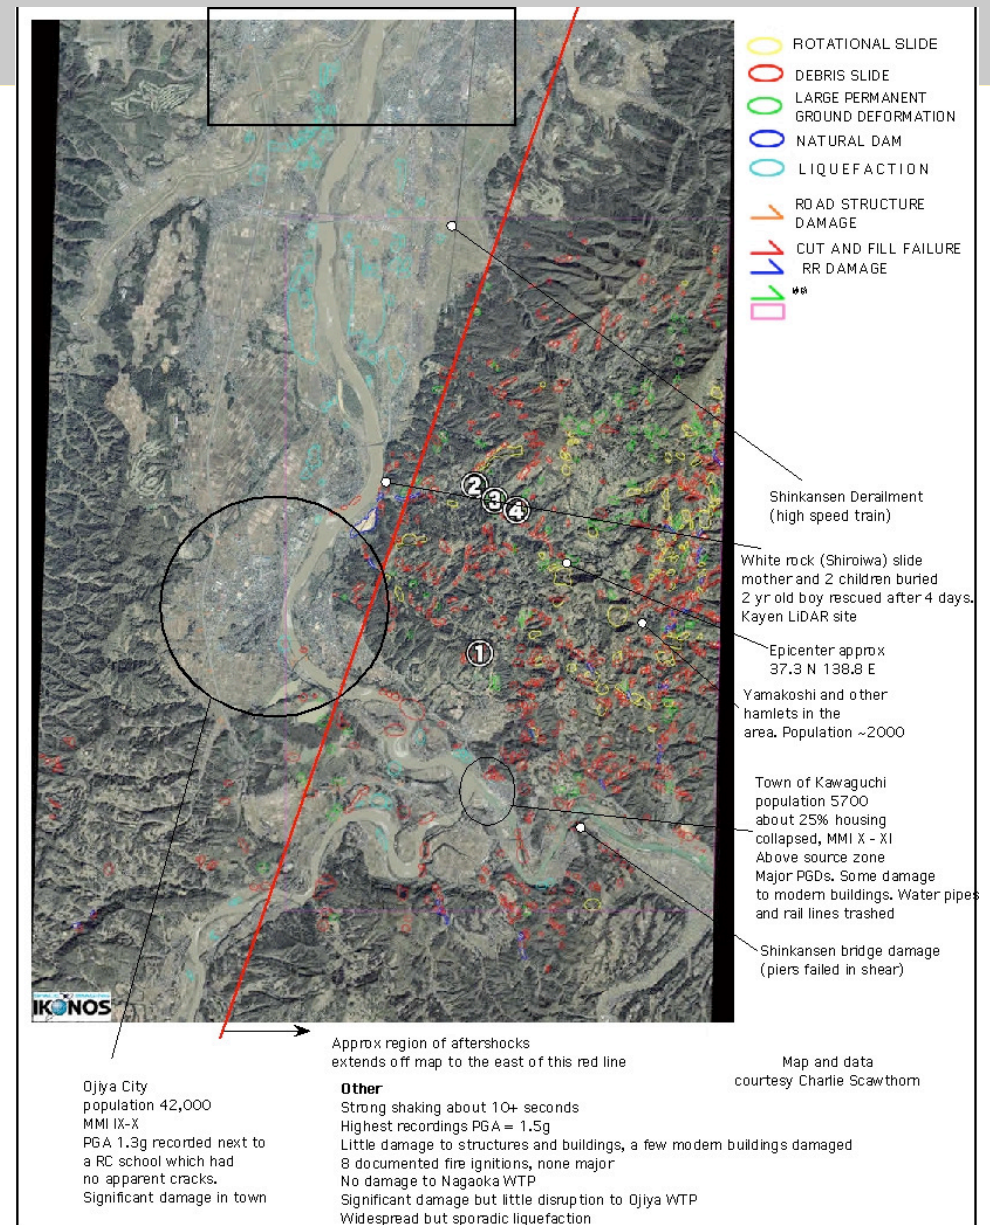 ROTATIONAL SLIDE
DEBRIS SLIDE
LARGE PERMANENT
GROUND DEFORMATION
NATURAL DAM
LIQUEFACTION
ROAD STRUCTURE
DAMAGE
CUT AND FILL FAILURE
RR DAMAGE
2
3
4
1
Shinkansen Derailment
(high speed train)
White rock (Shiroiwa) slide
mother and 2 children buried
2 yr old boy rescued after 4 days.
Kayen LiDAR site
Epicenter approx
37.3 N 138.8 E
Yamakoshi and other
hamlets in the
area. Population ~2000
Town of Kawaguchi
population 5700
about 25% housing
collapsed, MMI X - XI
Above source zone
Major PGDs. Some damage
to modern buildings. Water pipes
and rail lines trashed
Shinkansen bridge damage
(piers failed in shear)
IKONOS
Approx region of aftershocks
extends off map to the east of this red line
Map and data
courtesy Charlie Scawthorn
Ojiya City
population 42,000
MMI IX-X
PGA 1.3g recorded next to
a RC school which had
no apparent cracks.
Significant damage in town
Other
Strong shaking about 10+ seconds
Highest recordings PGA = 1.5g
Little damage to structures and buildings, a few modern buildings damaged
8 documented fire ignitions, none major
No damage to Nagaoka WTP
Significant damage but little disruption to Ojiya WTP
Widespread but sporadic liquefaction